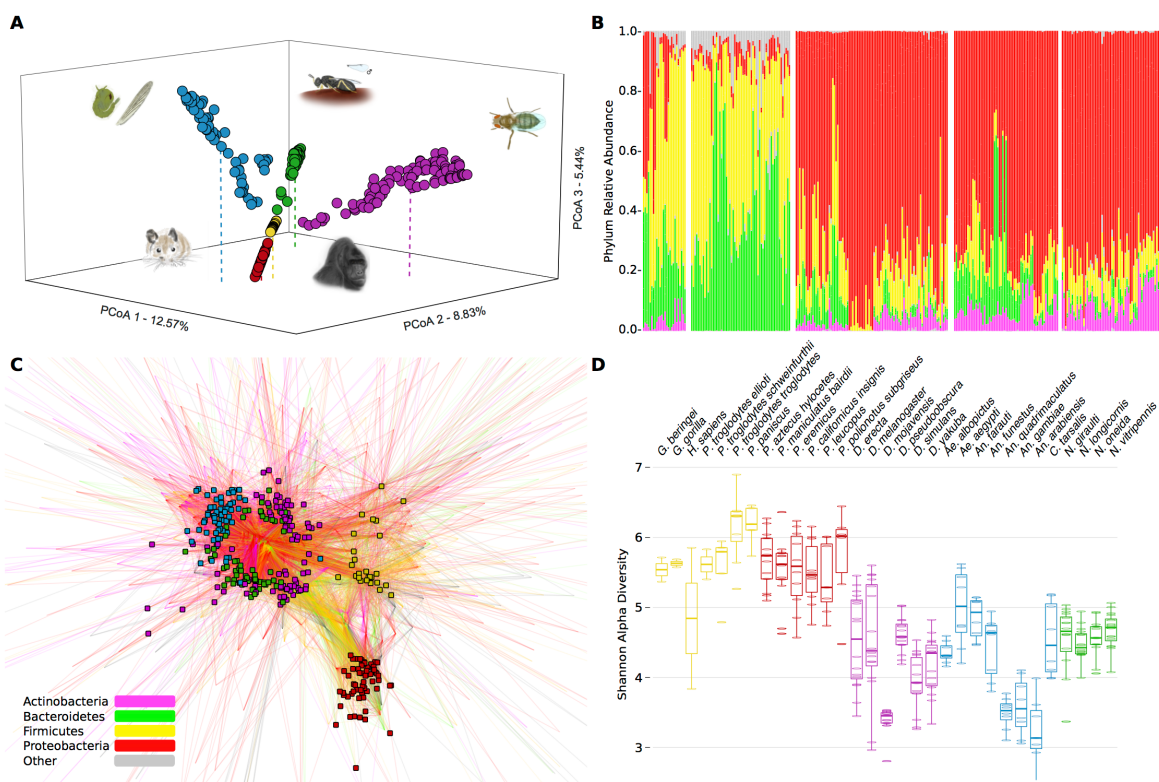 A
PCoA 1 - 12.57%
PCoA 2 - 8.83%
PCoA 3 - 5.44%
B
Phylum Relative Abundance
1.0-
0.8-
0.6-
0.4-
0.2-
0.0-
C
Actinobacteria
Bacteroidetes
Firmicutes
Proteobacteria
Other
D
G. beringei
G. gorilla
H. sapiens
P. troglodytes ellioti
P. troglodytes schweinfurthii
P. troglodytes troglodytes
P. paniscus
P. aztecus hylocetes
P. maniculatus bairdii
P. eremicus
P. californicus insignis
P. leucopus
P. polionotus subgriseus
D. erecta
D. melanogaster
D. mojavensis
D. pseudoobscura
D. simulans
D. yakuba
Ae. albopictus
Ae. aegypti
An. farauti
An. funestus
An. quadrimaculatus
An. gambiae
An. arabiensis
C. tarsalis
N. giraulti
N. longicornis
N. oneida
N. vitripennis
Shannon Alpha Diversity
7
6
5
4
3